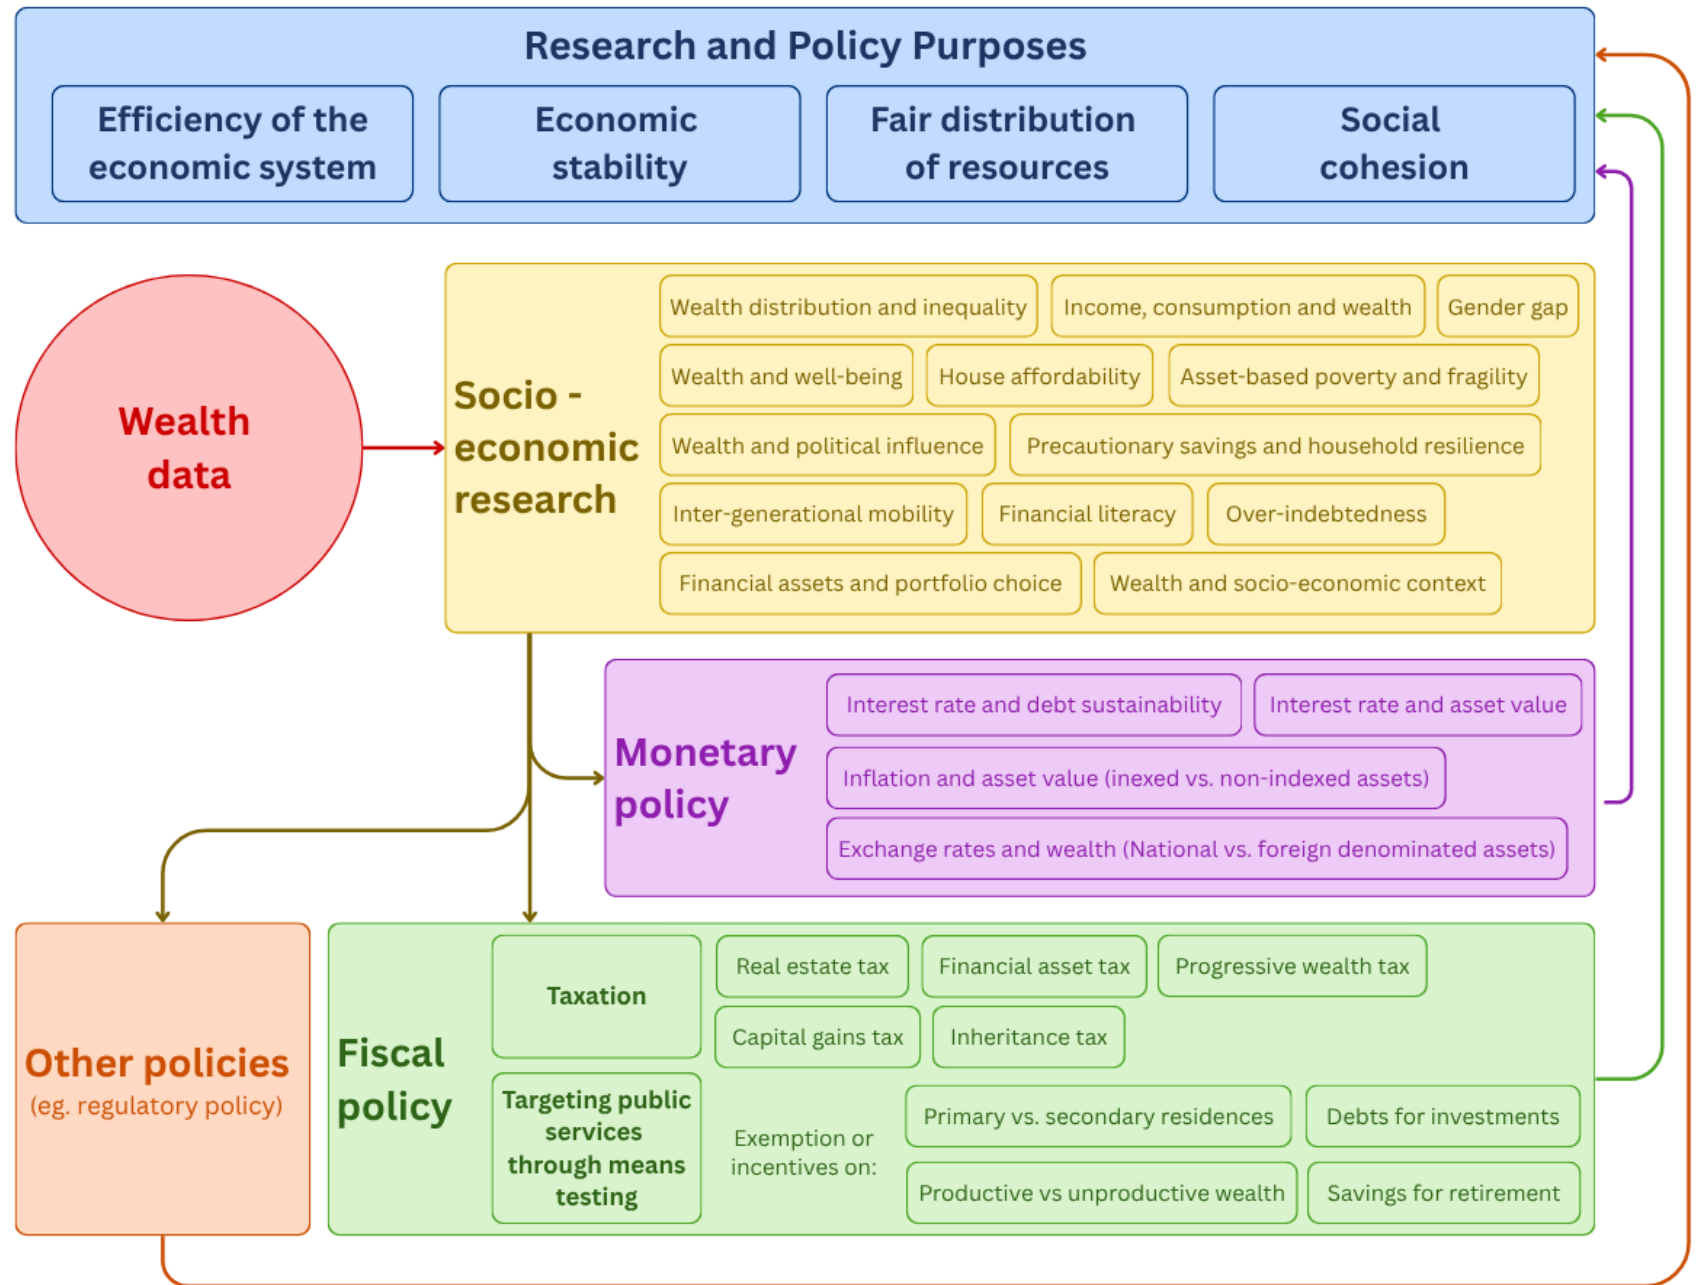 Research and Policy Purposes
Efficiency of the
economic system
Economic
stability
Fair distribution
of resources
Social
cohesion
Wealth
data
Socio -
economic
research
Wealth distribution and inequality
Income, consumption and wealth
Gender gap
Wealth and well-being
House affordability
Asset-based poverty and fragility
Wealth and political influence
Precautionary savings and household resilience
Inter-generational mobility
Financial literacy
Over-indebtedness
Financial assets and portfolio choice
Wealth and socio-economic context
Monetary
policy
Interest rate and debt sustainability
Interest rate and asset value
Inflation and asset value (inexed vs. non-indexed assets)
Exchange rates and wealth (National vs. foreign denominated assets)
Other policies
(eg. regulatory policy)
Fiscal
policy
Taxation
Real estate tax
Financial asset tax
Progressive wealth tax
Capital gains tax
Inheritance tax
Targeting public
services
through means
testing
Exemption or
incentives on:
Primary vs. secondary residences
Debts for investments
Productive vs unproductive wealth
Savings for retirement